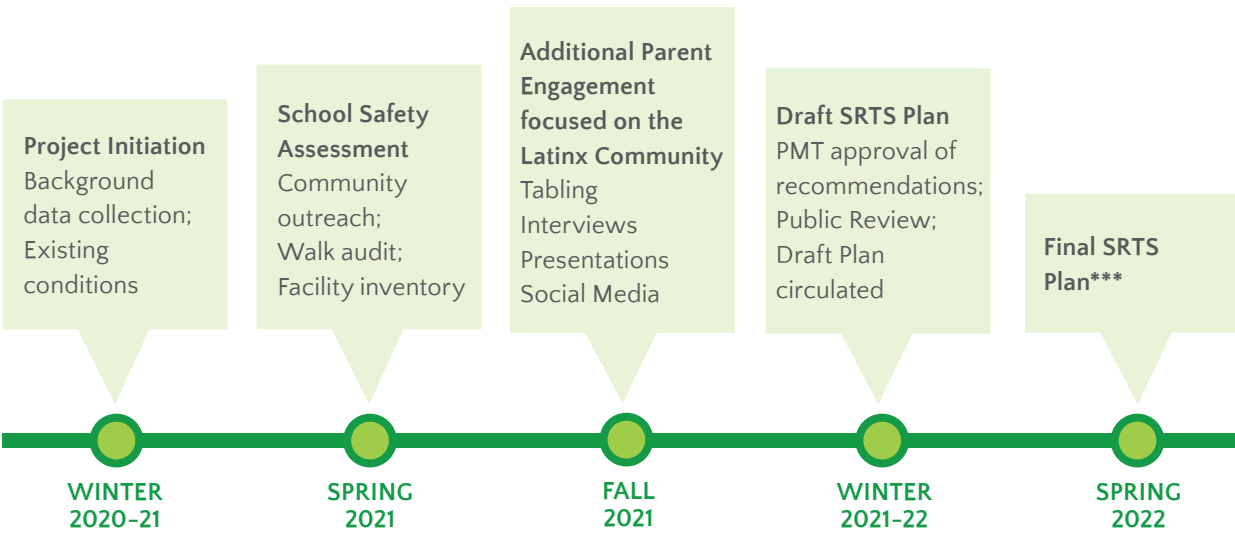 Project Initiation
Background
data collection;
Existing
conditions
School Safety
Assessment
Community
outreach;
Walk audit;
Facility inventory
Additional Parent
Engagement
focused on the
Latinx Community
Tabling
Interviews
Presentations
Social Media
Draft SRTS Plan
PMT approval of
recommendations;
Public Review;
Draft Plan
circulated
Final SRTS
Plan***
WINTER
2020-21
SPRING
2021
FALL
2021
WINTER
2021-22
SPRING
2022